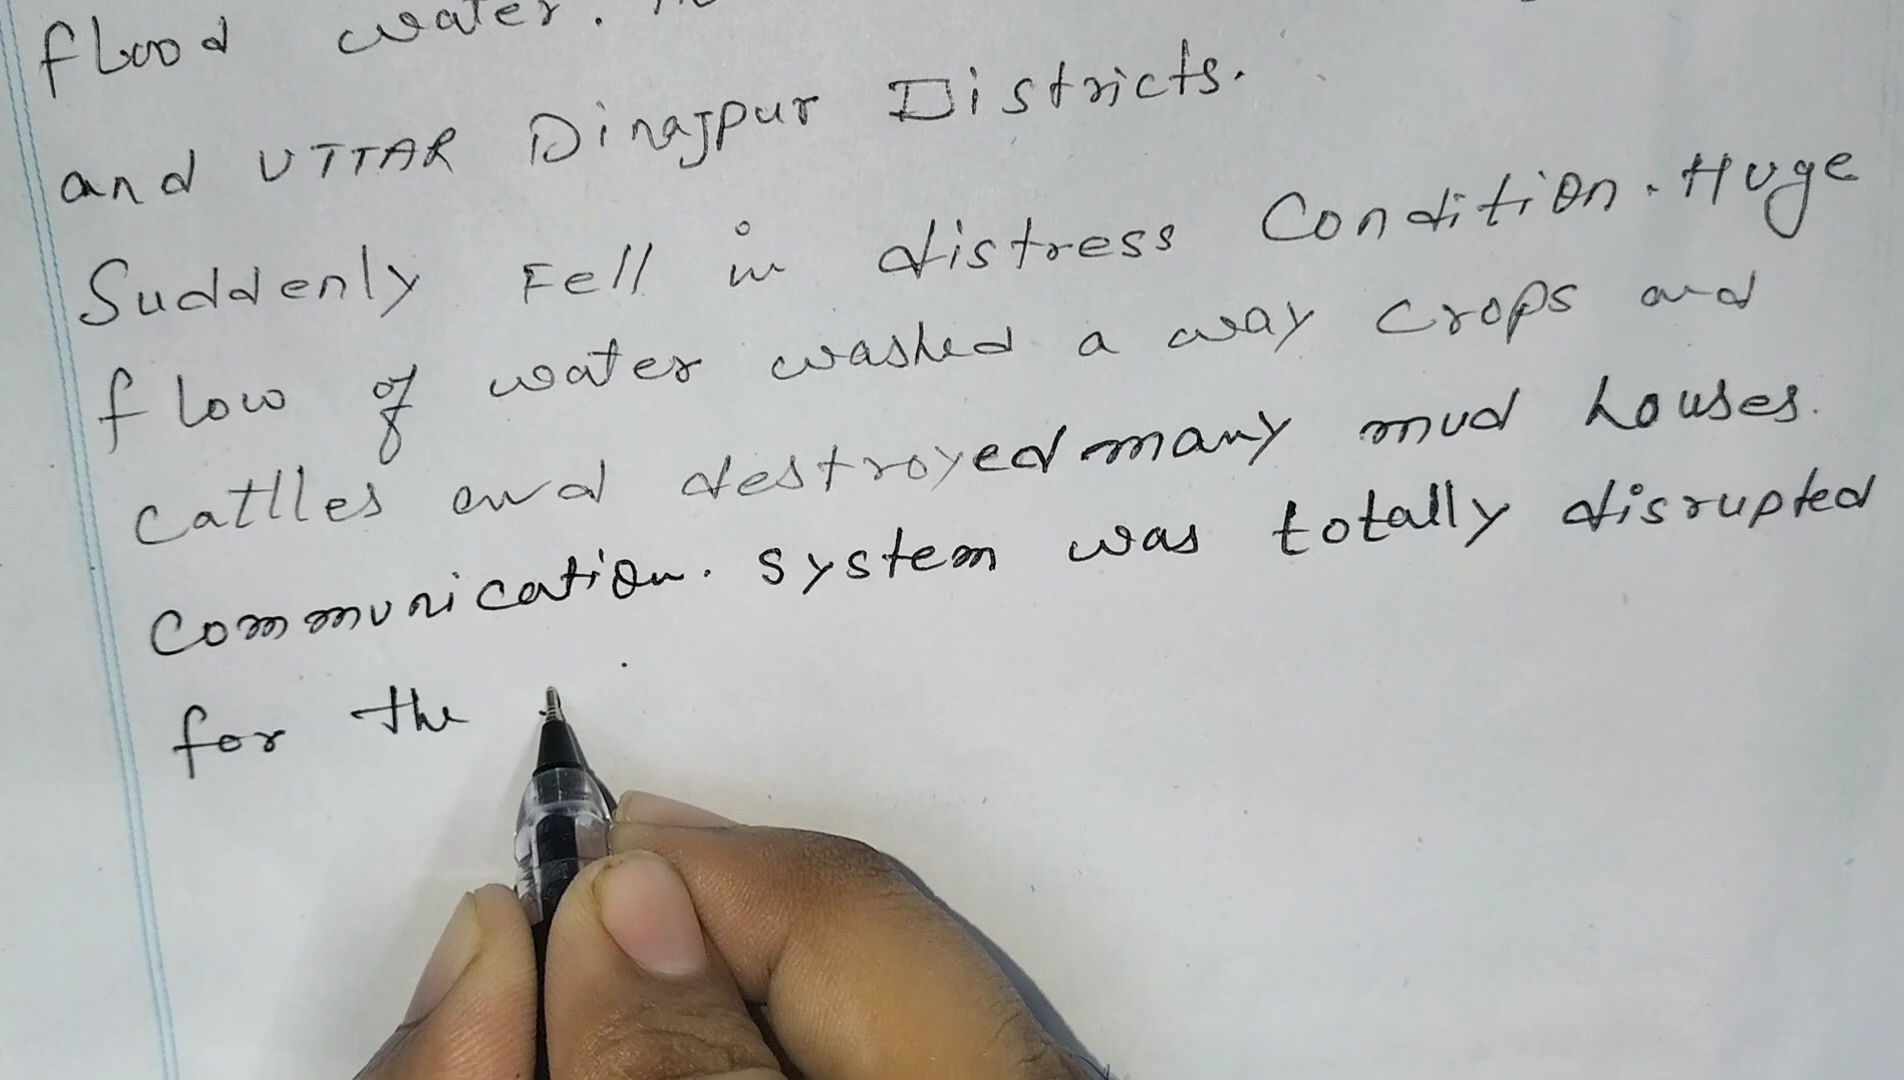 flood water.
and UTTAR Dinajpur Districts.
Suddenly Fell in distress Condition. Huge
flow of water washed a way crops and
catlles and destroyed many mud houses.
communication. system was totally disrupted
for the